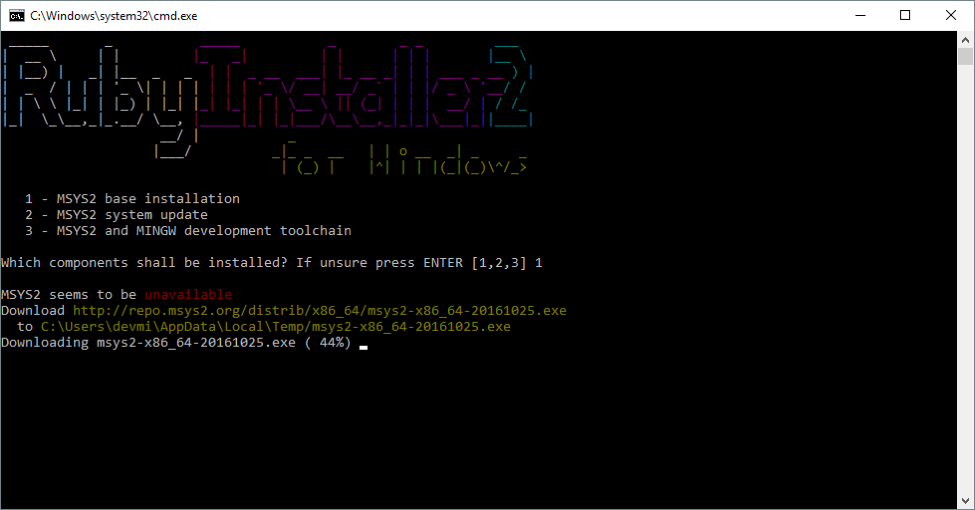 C:\Windows\system32\cmd.exe
RubyInstaller2
for Windows
1 - MSYS2 base installation
2 - MSYS2 system update
3 - MSYS2 and MINGW development toolchain
Which components shall be installed? If unsure press ENTER [1,2,3] 1
MSYS2 seems to be unavailable
Download http://repo.msys2.org/distrib/x86_64/msys2-x86_64-20161025.exe
to C:\Users\devmi\AppData\Local\Temp/msys2-x86_64-20161025.exe
Downloading msys2-x86_64-20161025.exe ( 44%)